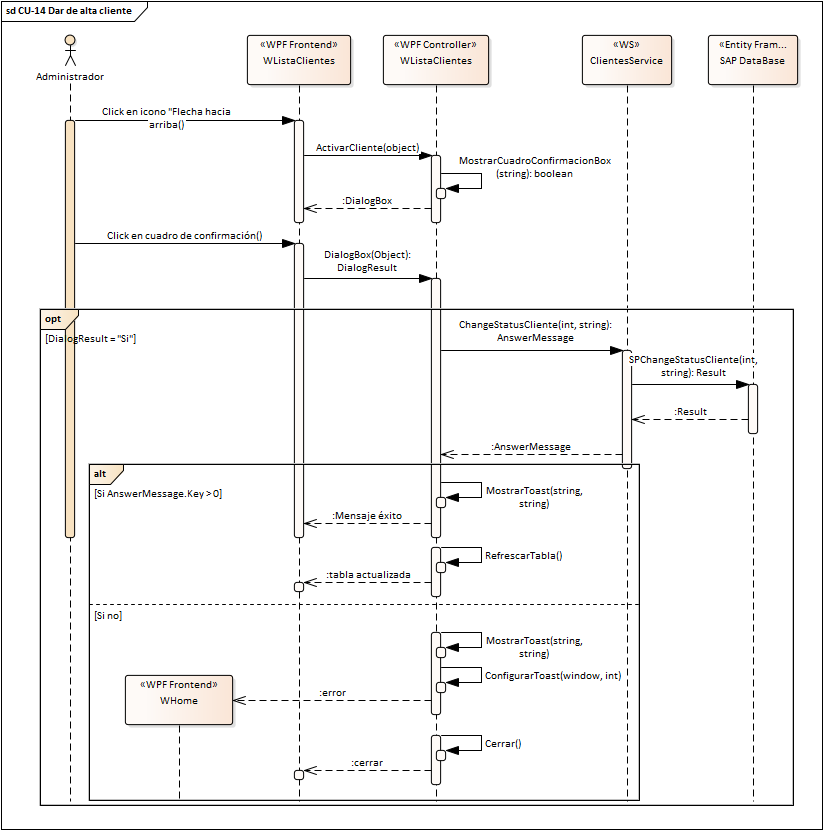 sd CU-14 Dar de alta cliente
Administrador
«WPF Frontend»
WListaClientes
«WPF Controller»
WListaClientes
«WS»
ClientesService
«Entity Fram...
SAP DataBase
Click en icono "Flecha hacia
arriba()
ActivarCliente(object)
MostrarCuadroConfirmacionBox
(string): boolean
:DialogBox
Click en cuadro de confirmación()
DialogBox(Object):
DialogResult
opt
[DialogResult = "Si"]
ChangeStatusCliente(int, string):
AnswerMessage
SPChangeStatusCliente(int,
string): Result
:Result
:AnswerMessage
alt
[Si AnswerMessage.Key > 0]
MostrarToast(string,
string)
:Mensaje éxito
RefrescarTabla()
:tabla actualizada
[Si no]
MostrarToast(string,
string)
ConfigurarToast(window, int)
«WPF Frontend»
WHome
:error
Cerrar()
:cerrar